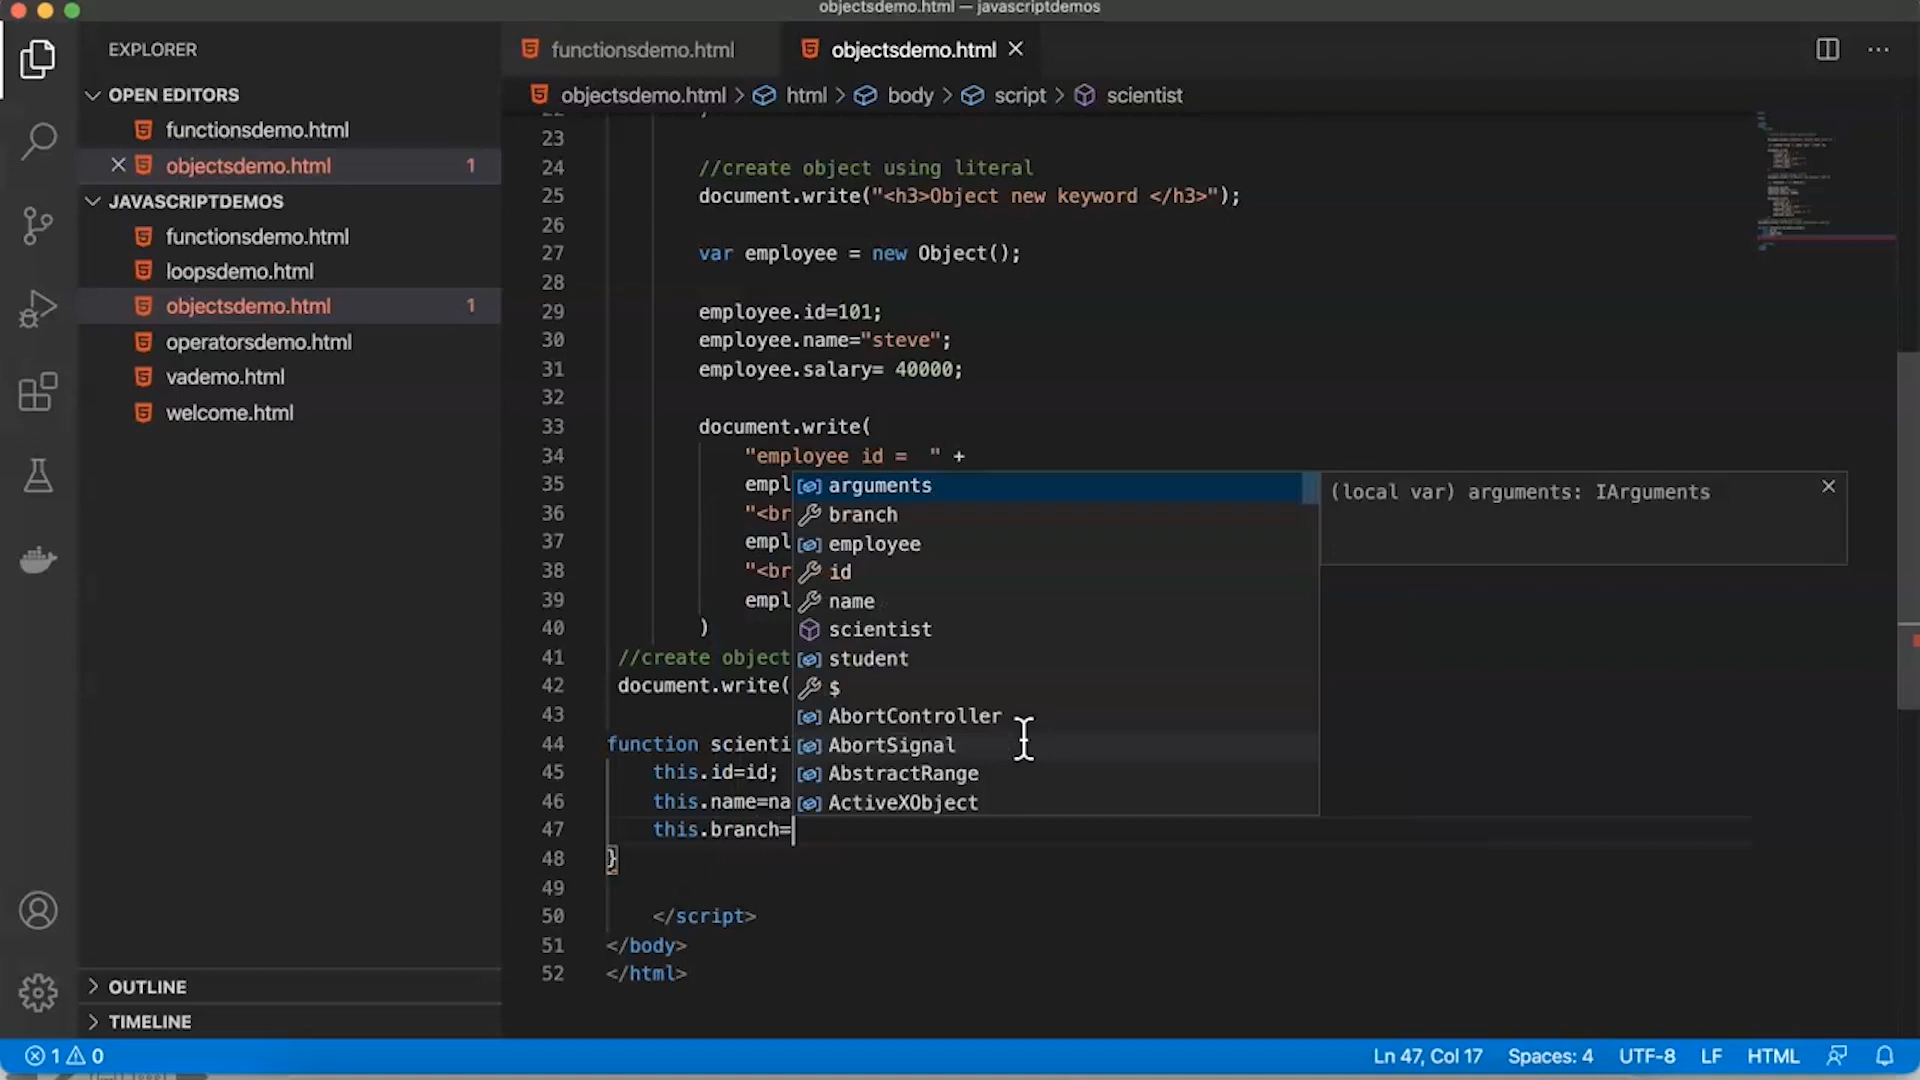 objectsdemo.html — javascriptdemos
EXPLORER
functionsdemo.html
objectsdemo.html
OPEN EDITORS
objectsdemo.html > html > body > script > scientist
functionsdemo.html
objectsdemo.html 1
JAVASCRIPTDEMOS
functionsdemo.html
loopsdemo.html
objectsdemo.html 1
operatorsdemo.html
vademo.html
welcome.html
OUTLINE
TIMELINE
23
24 //create object using literal
25 document.write("<h3>Object new keyword </h3>");
26
27 var employee = new Object();
28
29 employee.id=101;
30 employee.name="steve";
31 employee.salary= 40000;
32
33 document.write(
34 "employee id =  " +
35 empl
36 "<br
37 empl
38 "<br
39 empl
40 )
41 //create object
42 document.write(
43
44 function scienti
45 this.id=id;
46 this.name=na
47 this.branch=
48 }
49
50 </script>
51 </body>
52 </html>
arguments
branch
employee
id
name
scientist
student
$
AbortController
AbortSignal
AbstractRange
ActiveXObject
(local var) arguments: IArguments
1 0
Ln 47, Col 17
Spaces: 4
UTF-8
LF
HTML